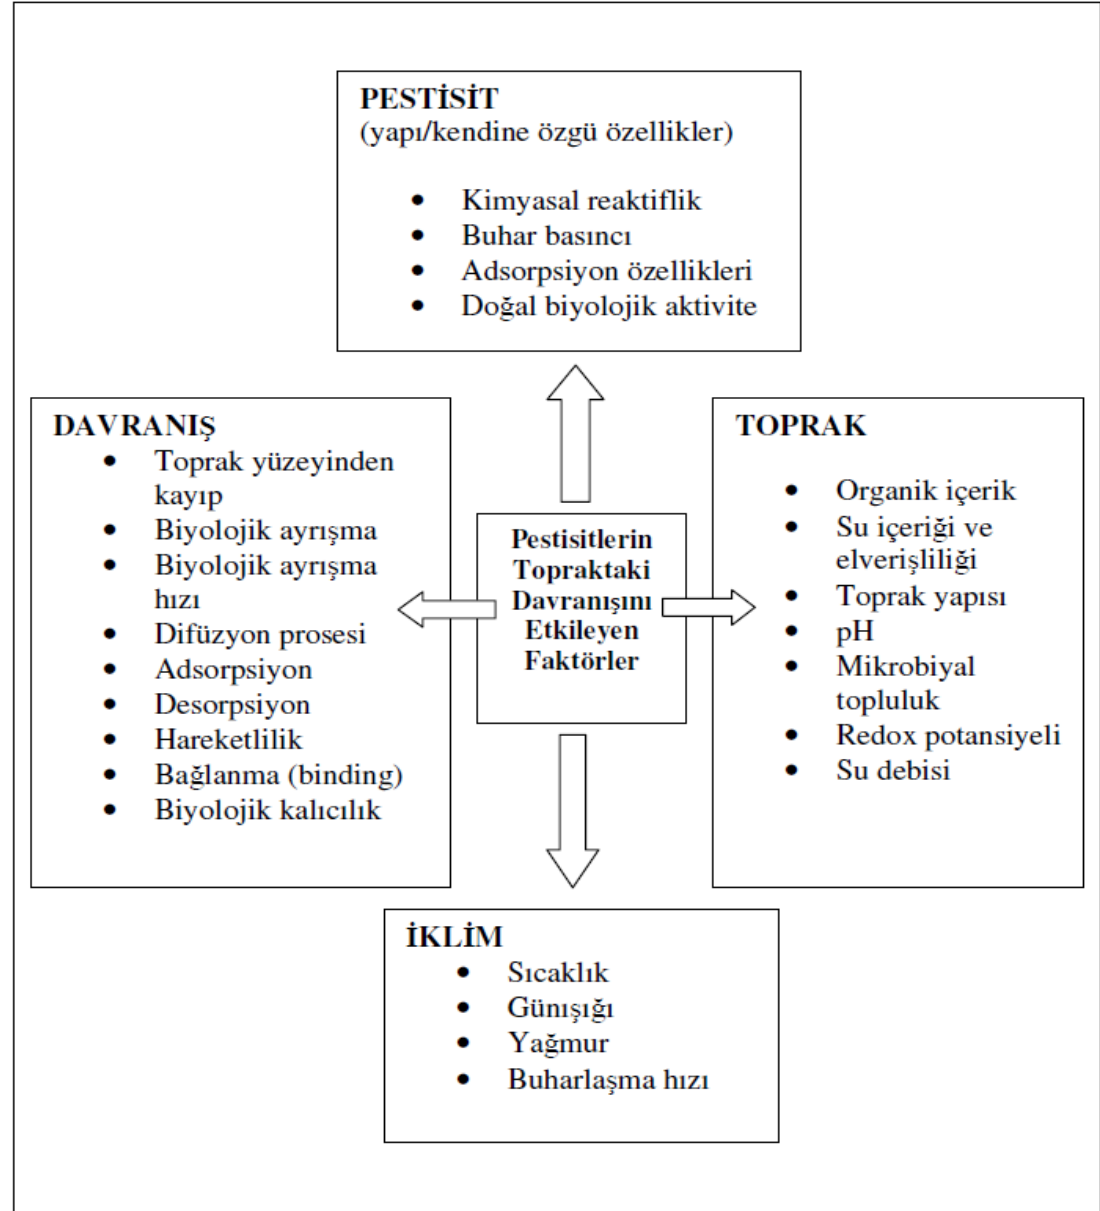 PESTİSİT
(yapı/kendine özgü özellikler)
• Kimyasal reaktiflik
• Buhar basıncı
• Adsorpsiyon özellikleri
• Doğal biyolojik aktivite
DAVRANIŞ
• Toprak yüzeyinden
kayıp
• Biyolojik ayrışma
• Biyolojik ayrışma
hızı
• Difüzyon prosesi
• Adsorpsiyon
• Desorpsiyon
• Hareketlilik
• Bağlanma (binding)
• Biyolojik kalıcılık
Pestisitlerin
Topraktaki
Davranışını
Etkileyen
Faktörler
TOPRAK
• Organik içerik
• Su içeriği ve
elverişliliği
• Toprak yapısı
• pH
• Mikrobiyal
topluluk
• Redox potansiyeli
• Su debisi
İKLİM
• Sıcaklık
• Günışığı
• Yağmur
• Buharlaşma hızı